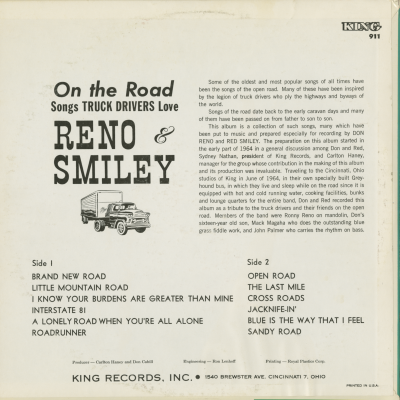 KING
911
On the Road
Songs TRUCK DRIVERS Love
RENO &
SMILEY
Some of the oldest and most popular songs of all times have
been the songs of the open road. Many of these have been inspired
by the legion of truck drivers who ply the highways and byways of
the world.
Songs of the road date back to the early caravan days and many
of them have been passed on from father to son to son.
This album is a collection of such songs, many which have
been put to music and prepared especially for recording by DON
RENO and RED SMILEY. The preparation on this album started in
the early part of 1964 in a general discussion among Don and Red,
Sydney Nathan, president of King Records, and Carlton Haney,
manager for the group whose contribution in the making of this album and
its production was invaluable. Traveling to the Cincinnati, Ohio
studios of King in June of 1964, in their own specially built Grey-
hound bus, in which they live and sleep while on the road since it is
equipped with hot and cold running water, cooking facilities, bunks
and lounge quarters for the entire band, Don and Red recorded this
album as a tribute to the truck drivers and their friends on the open
road. Members of the band were Ronny Reno on mandolin, Don's
sixteen-year old son, Mack Magaha who does the outstanding blue
grass fiddle work, and John Palmer who carries the rhythm on bass.
Side 1
BRAND NEW ROAD
LITTLE MOUNTAIN ROAD
I KNOW YOUR BURDENS ARE GREATER THAN MINE
INTERSTATE 81
A LONELY ROAD WHEN YOU'RE ALL ALONE
ROADRUNNER
Side 2
OPEN ROAD
THE LAST MILE
CROSS ROADS
JACKNIFE-IN'
BLUE IS THE WAY THAT I FEEL
SANDY ROAD
Producer — Carlton Haney and Don Cahill Engineering — Ron Lenhoff Printing — Royal Plastics Corp.
KING RECORDS, INC. • 1540 BREWSTER AVE. CINCINNATI 7, OHIO
PRINTED IN U.S.A.